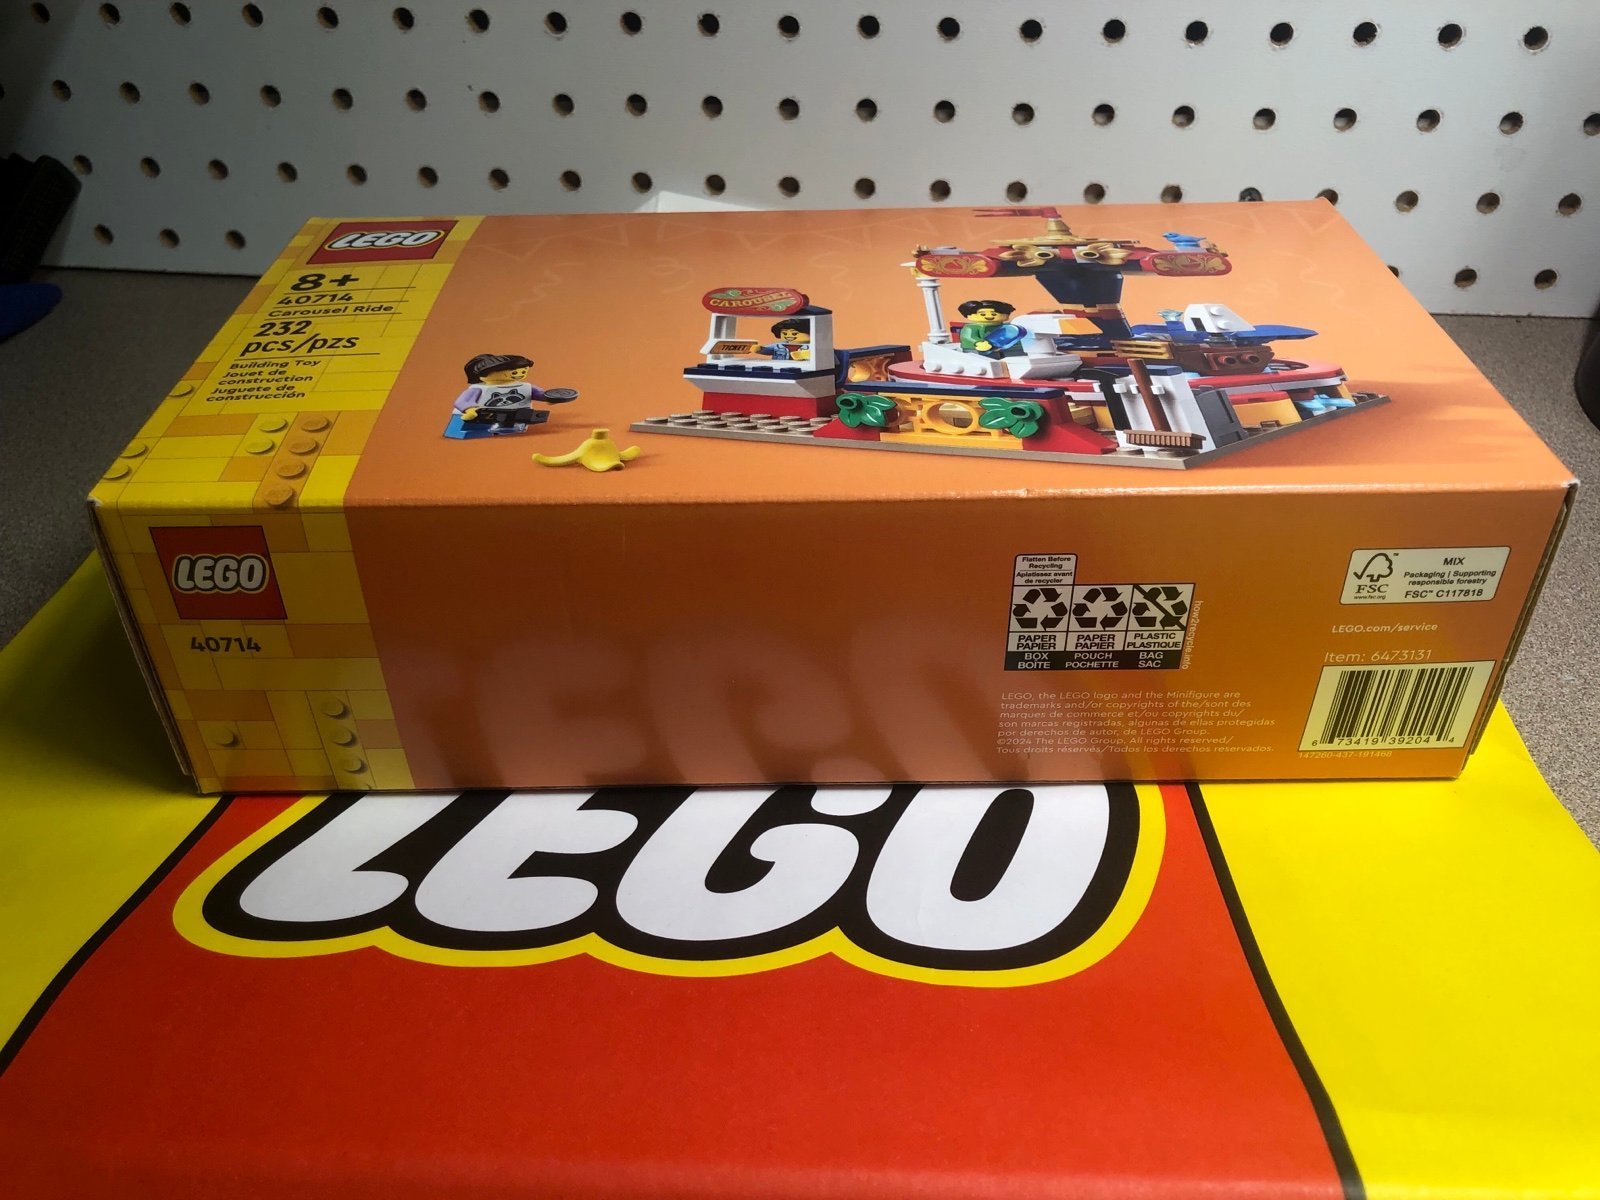 LEGO
8+
40714
Carousel Ride
232
pcs/pzs
Building Toy
Jouet de
construction
Juguete de
construcción
CAROUSEL
TICKET
LEGO
40714
Flatten Before
Recycling
Aplatissez avant
de recycler
PAPER
PAPIER
BOX
BOÎTE
PAPER
PAPIER
POUCH
POCHETTE
PLASTIC
PLASTIQUE
BAG
SAC
how2recycle.info
FSC
www.fsc.org
MIX
Packaging | Supporting
responsible forestry
FSC™ C117818
LEGO.com/service
Item: 6473131
LEGO, the LEGO logo and the Minifigure are
trademarks and/or copyrights of the/sont des
marques de commerce et/ou copyrights du/
son marcas registradas, algunas de ellas protegidas
por derechos de autor, de LEGO Group.
©2024 The LEGO Group. All rights reserved/
Tous droits réservés/Todos los derechos reservados.
6 73419 39204 4
147260-437-191468
LEGO